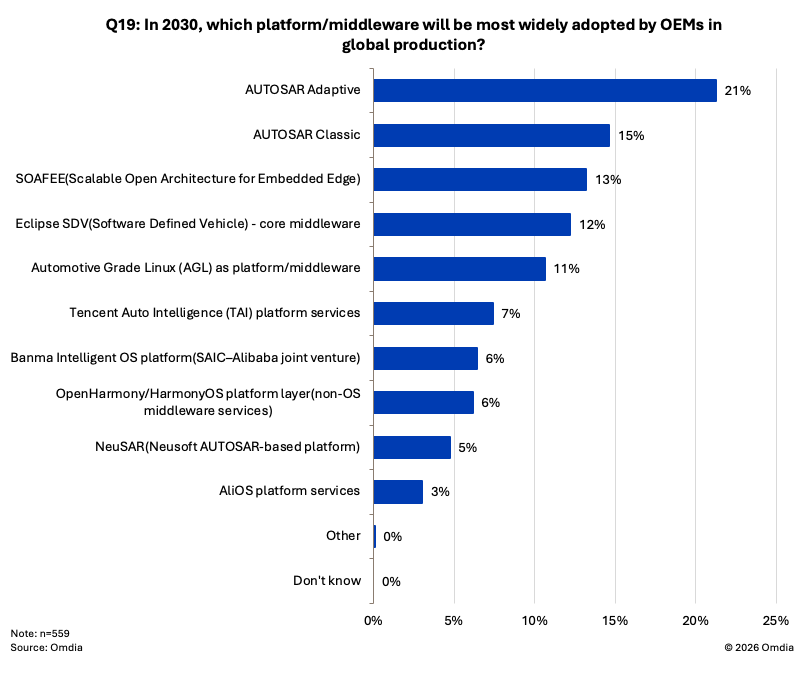 Q19: In 2030, which platform/middleware will be most widely adopted by OEMs in
global production?
AUTOSAR Adaptive
21%
AUTOSAR Classic
15%
SOAFEE(Scalable Open Architecture for Embedded Edge)
13%
Eclipse SDV(Software Defined Vehicle) - core middleware
12%
Automotive Grade Linux (AGL) as platform/middleware
11%
Tencent Auto Intelligence (TAI) platform services
7%
Banma Intelligent OS platform(SAIC–Alibaba joint venture)
6%
OpenHarmony/HarmonyOS platform layer(non-OS
middleware services)
6%
NeuSAR(Neusoft AUTOSAR-based platform)
5%
AliOS platform services
3%
Other
0%
Don't know
0%
0% 5% 10% 15% 20% 25%
Note: n=559
Source: Omdia
© 2026 Omdia